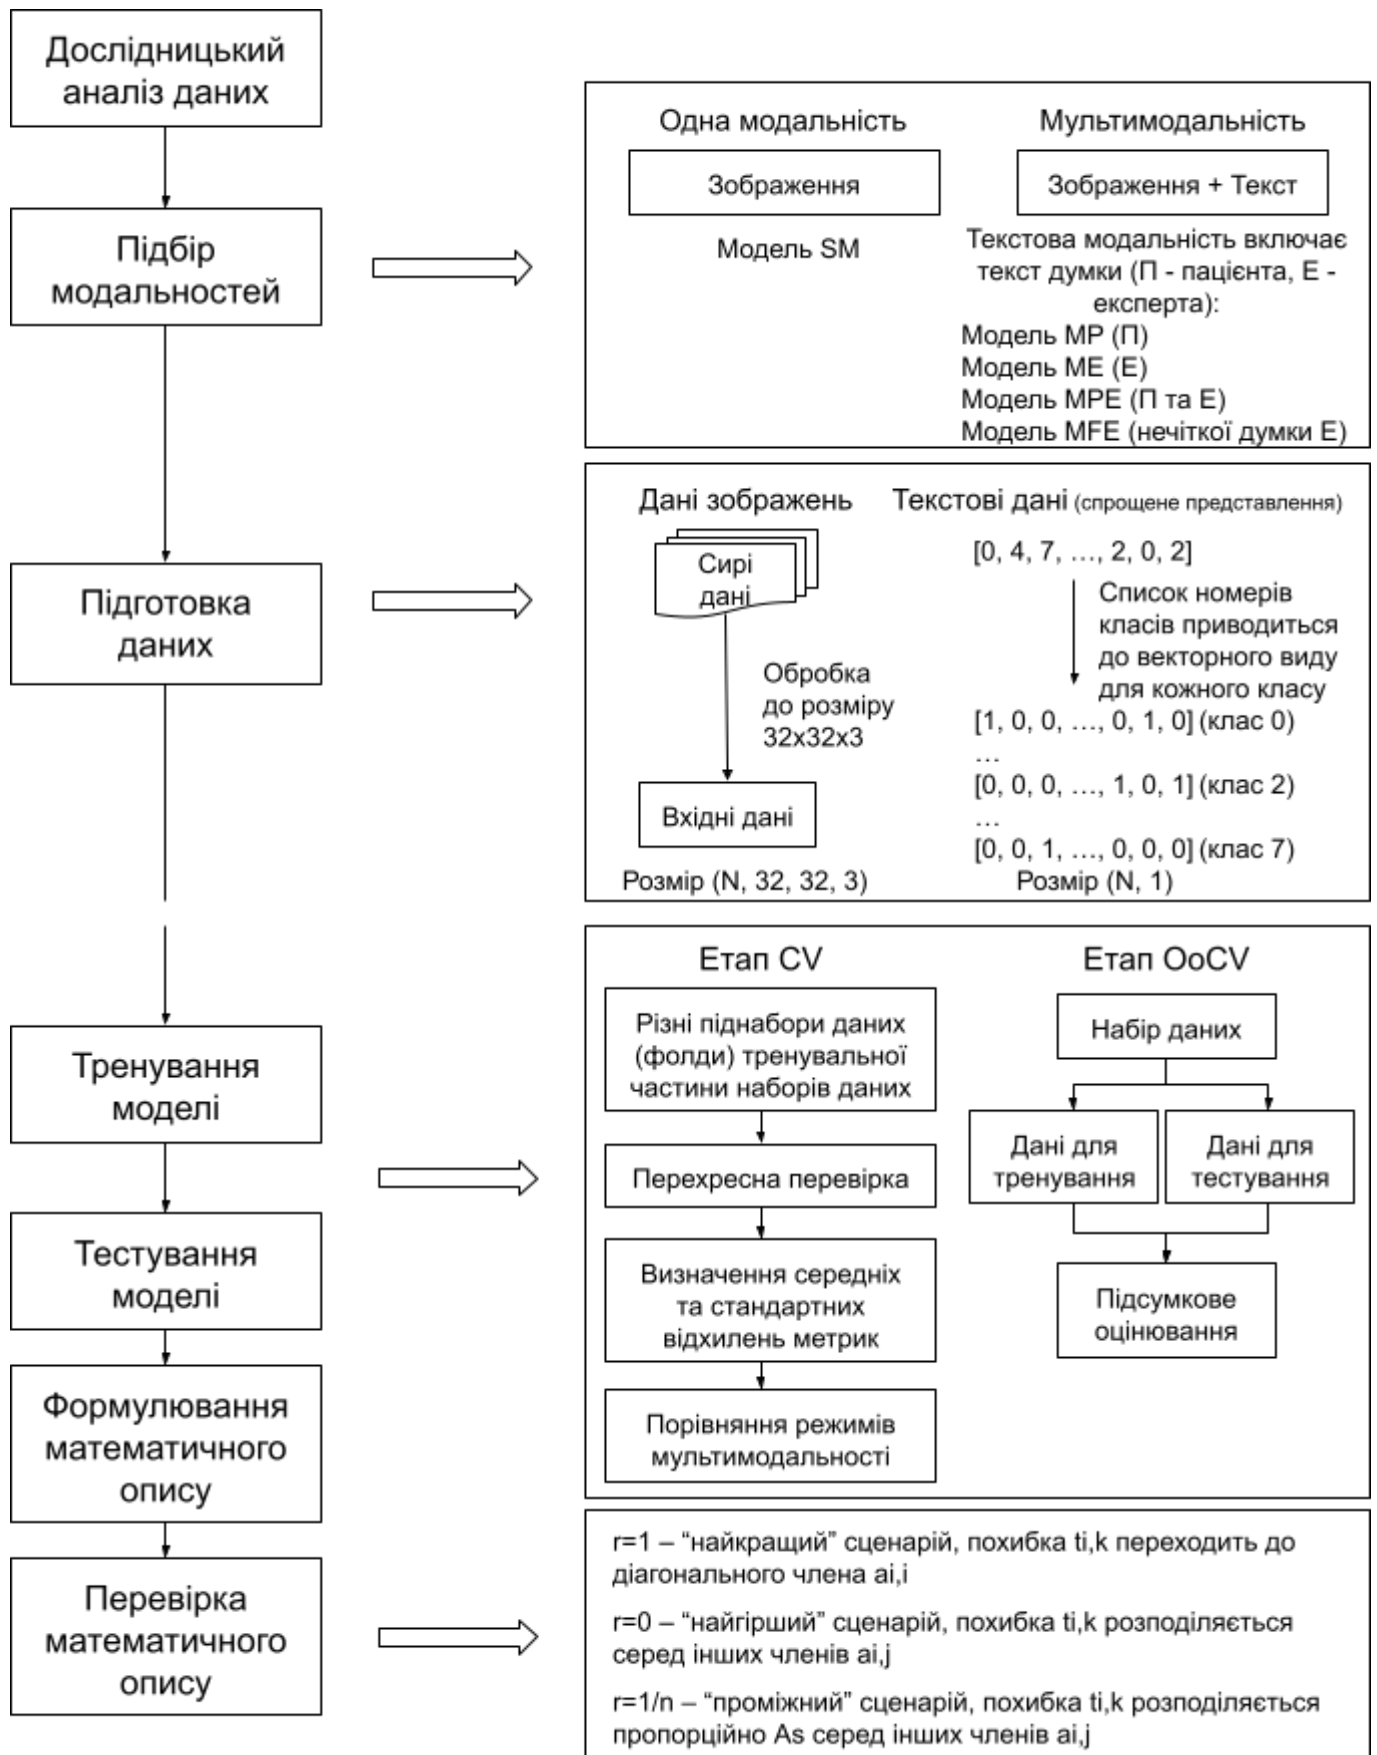 Дослідницький
аналіз даних
Підбір
модальностей
Одна модальність
Зображення
Модель SM
Мультимодальність
Зображення + Текст
Текстова модальність включає
текст думки (П - пацієнта, Е -
експерта):
Модель MP (П)
Модель ME (Е)
Модель MPE (П та Е)
Модель MFE (нечіткої думки Е)
Підготовка
даних
Дані зображень
Сирі
дані
Обробка
до розміру
32x32x3
Вхідні дані
Розмір (N, 32, 32, 3)
Текстові дані (спрощене представлення)
[0, 4, 7, …, 2, 0, 2]
Список номерів
класів приводиться
до векторного виду
для кожного класу
[1, 0, 0, …, 0, 1, 0] (клас 0)
…
[0, 0, 0, …, 1, 0, 1] (клас 2)
…
[0, 0, 1, …, 0, 0, 0] (клас 7)
Розмір (N, 1)
Тренування
моделі
Тестування
моделі
Етап CV
Різні піднабори даних
(фолди) тренувальної
частини наборів даних
Перехресна перевірка
Визначення середніх
та стандартних
відхилень метрик
Порівняння режимів
мультимодальності
Етап OoCV
Набір даних
Дані для
тренування
Дані для
тестування
Підсумкове
оцінювання
Формулювання
математичного
опису
Перевірка
математичного
опису
r=1 – “найкращий” сценарій, похибка ti,k переходить до
діагонального члена ai,i
r=0 – “найгірший” сценарій, похибка ti,k розподіляється
серед інших членів ai,j
r=1/n – “проміжний” сценарій, похибка ti,k розподіляється
пропорційно As серед інших членів ai,j